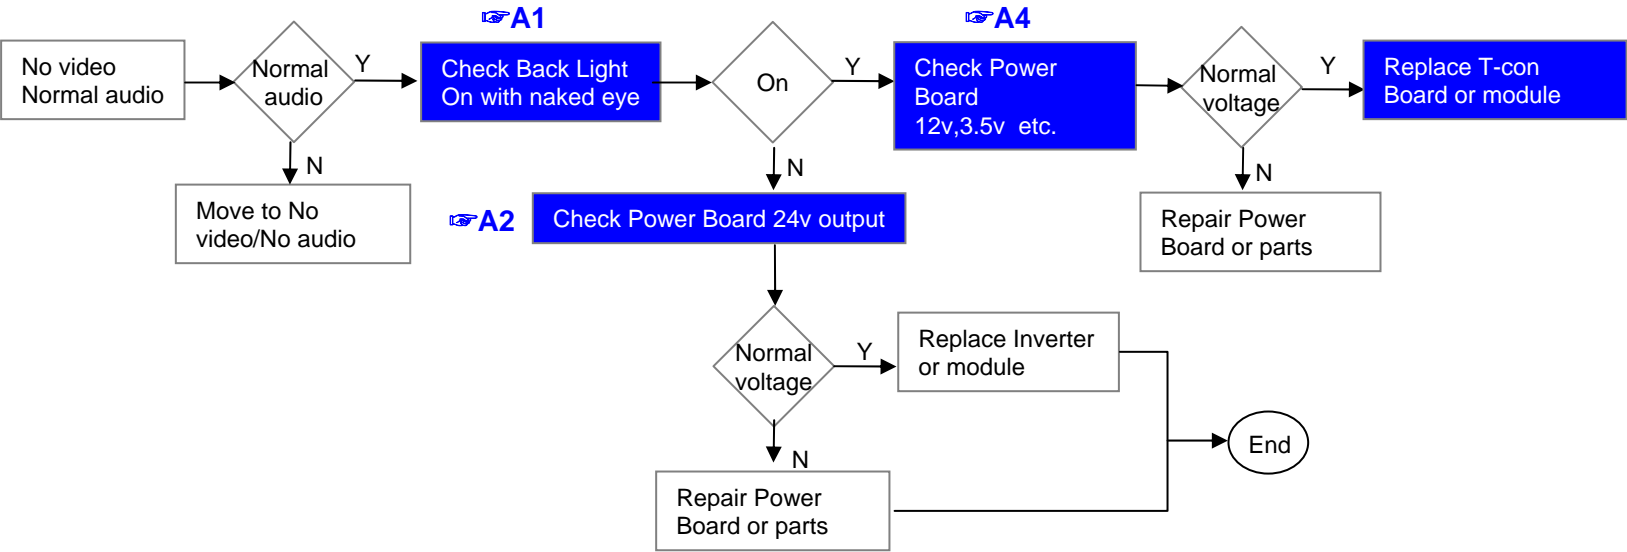 ☞A1
☞A4
No video
Normal audio
Normal
audio
Y
Check Back Light
On with naked eye
On
Y
Check Power
Board
12v,3.5v etc.
Normal
voltage
Y
Replace T-con
Board or module
N
Move to No
video/No audio
N
☞A2
Check Power Board 24v output
N
Repair Power
Board or parts
Normal
voltage
Y
Replace Inverter
or module
N
Repair Power
Board or parts
End